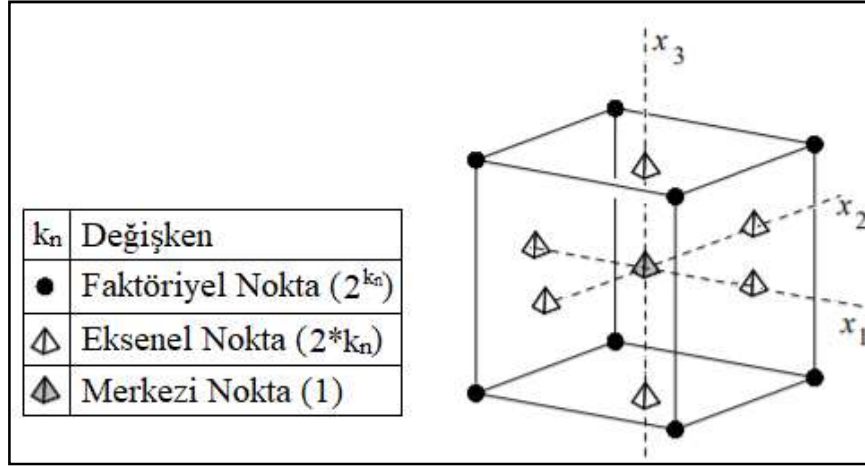 x₃
x₂
x₁
kₙ Değişken
Faktöriyel Nokta (2^kₙ)
Eksenel Nokta (2*kₙ)
Merkezi Nokta (1)